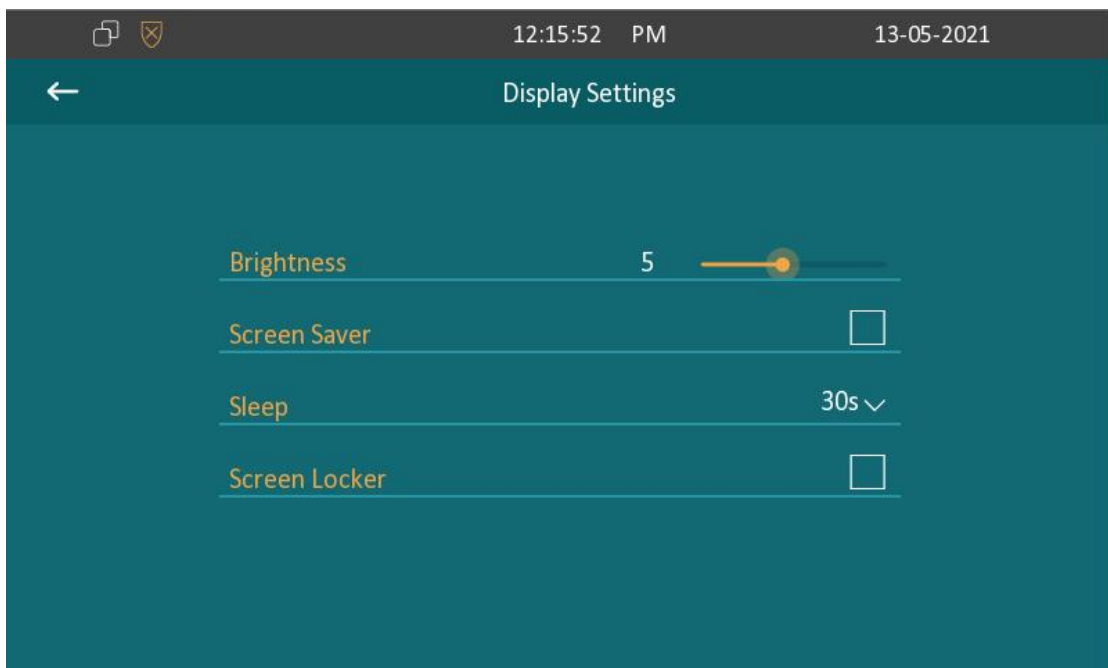 12:15:52 PM 13-05-2021
Display Settings
Brightness 5
Screen Saver
Sleep 30s
Screen Locker